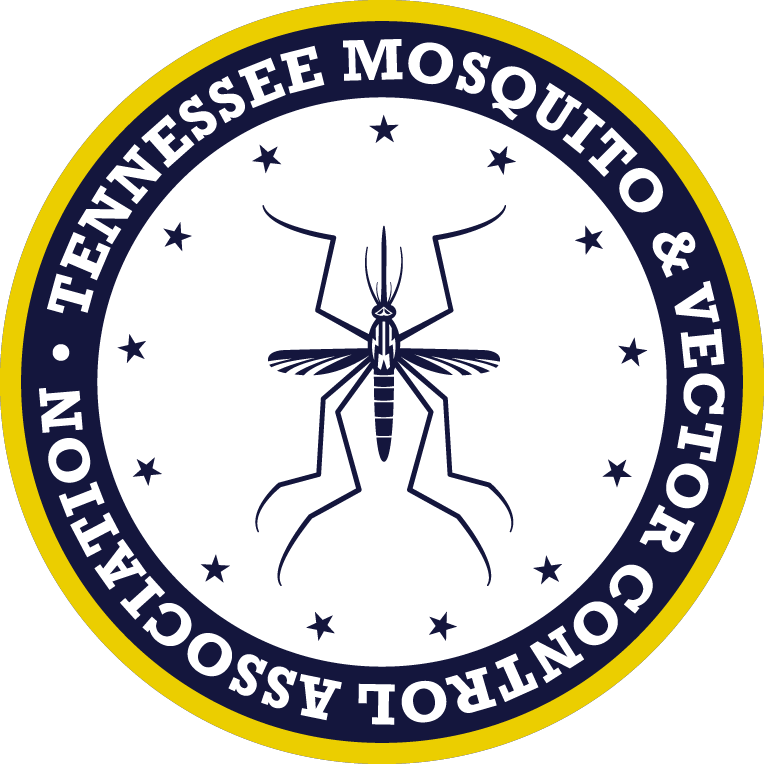 TENNESSEE MOSQUITO & VECTOR CONTROL ASSOCIATION •